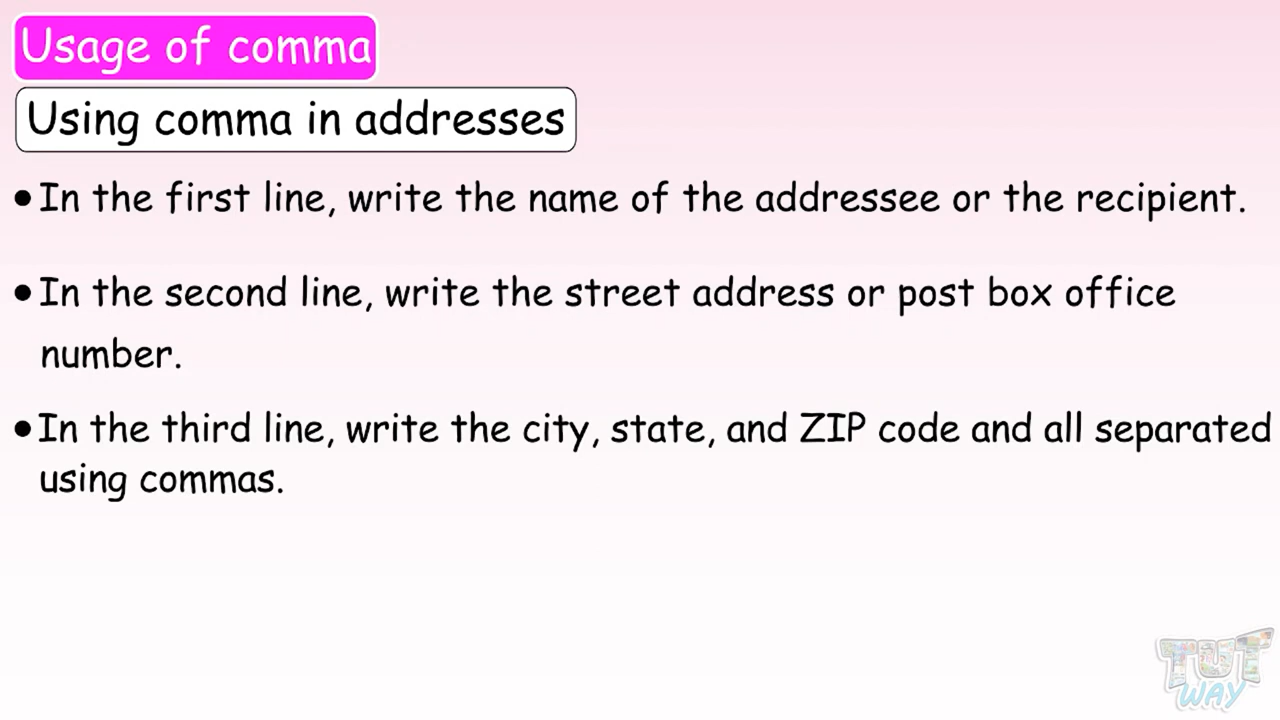 Usage of comma
Using comma in addresses
•In the first line, write the name of the addressee or the recipient.
•In the second line, write the street address or post box office
number.
•In the third line, write the city, state, and ZIP code and all separated
using commas.
TUT
WAY